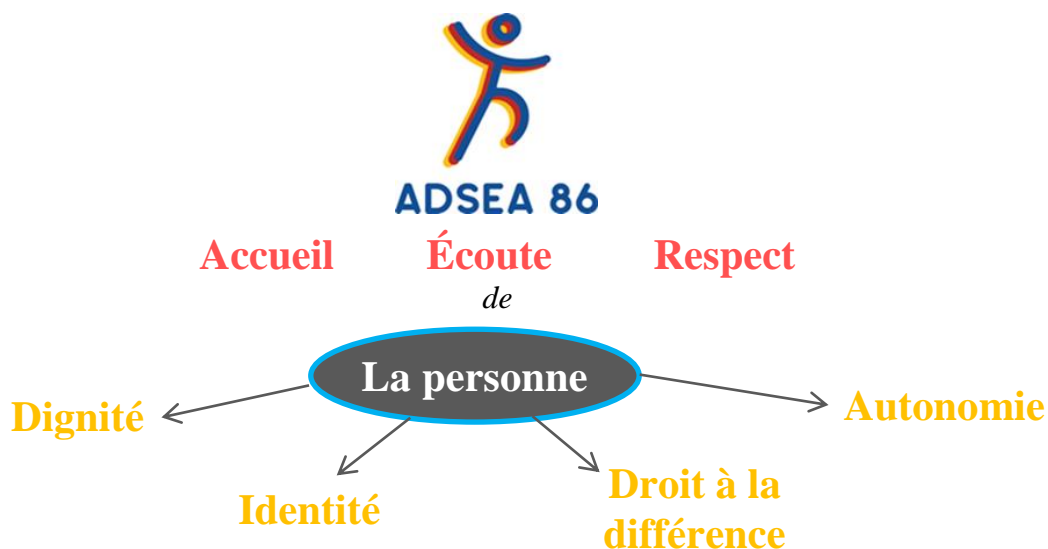 ADSEA 86
Accueil Écoute Respect
de
La personne
Dignité
Autonomie
Identité
Droit à la
différence